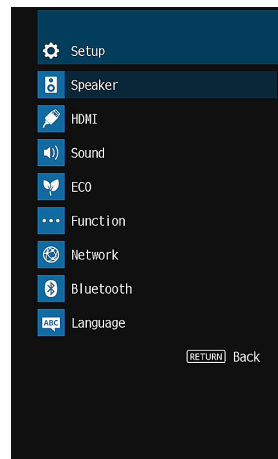 Setup
Speaker
HDMI
Sound
ECO
Function
Network
Bluetooth
ABC Language
RETURN Back